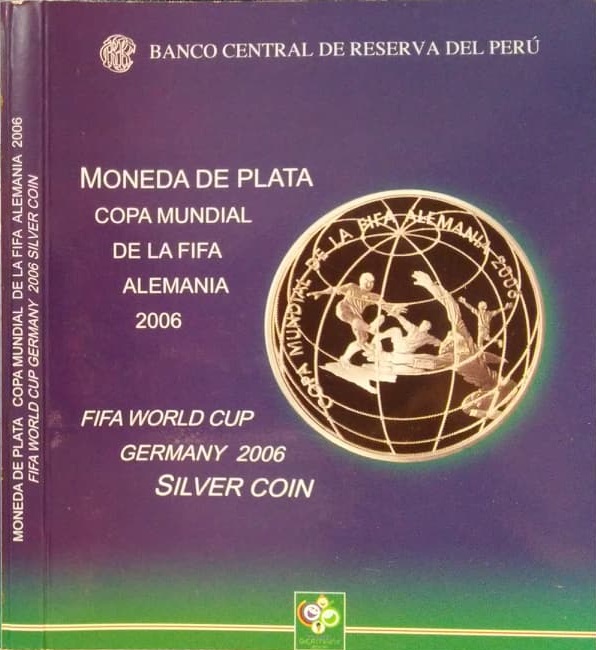 BANCO CENTRAL DE RESERVA DEL PERÚ
MONEDA DE PLATA
COPA MUNDIAL
DE LA FIFA
ALEMANIA
2006
COPA MUNDIAL DE LA FIFA ALEMANIA 2006
FIFA WORLD CUP
GERMANY 2006
SILVER COIN
MONEDA DE PLATA COPA MUNDIAL DE LA FIFA ALEMANIA 2006
FIFA WORLD CUP GERMANY 2006 SILVER COIN